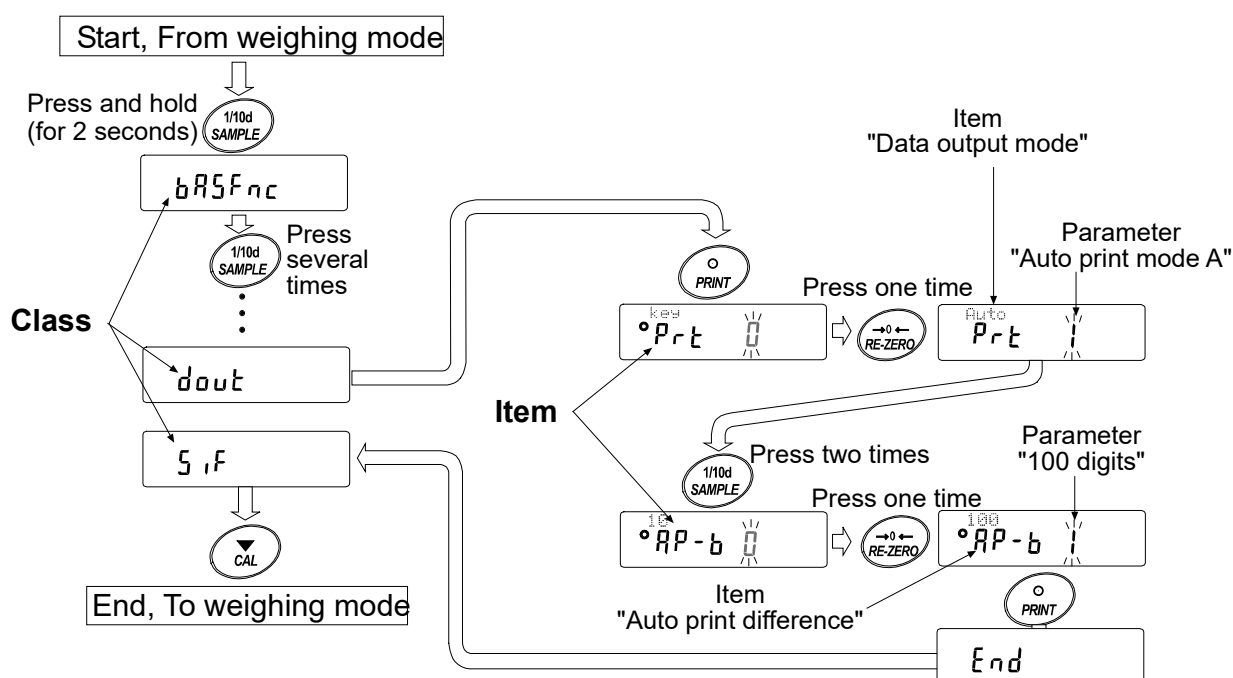 Start, From weighing mode
Press and hold
(for 2 seconds)
1/10d
SAMPLE
bASFnc
1/10d
SAMPLE
Press
several
times
Class
dout
SiF
CAL
End, To weighing mode
PRINT
key
Prt 0
Press one time
→0←
RE-ZERO
Item
"Data output mode"
Parameter
"Auto print mode A"
Auto
Prt 1
Item
1/10d
SAMPLE
Press two times
10
AP-b 0
Press one time
→0←
RE-ZERO
Parameter
"100 digits"
100
AP-b 1
Item
"Auto print difference"
PRINT
End